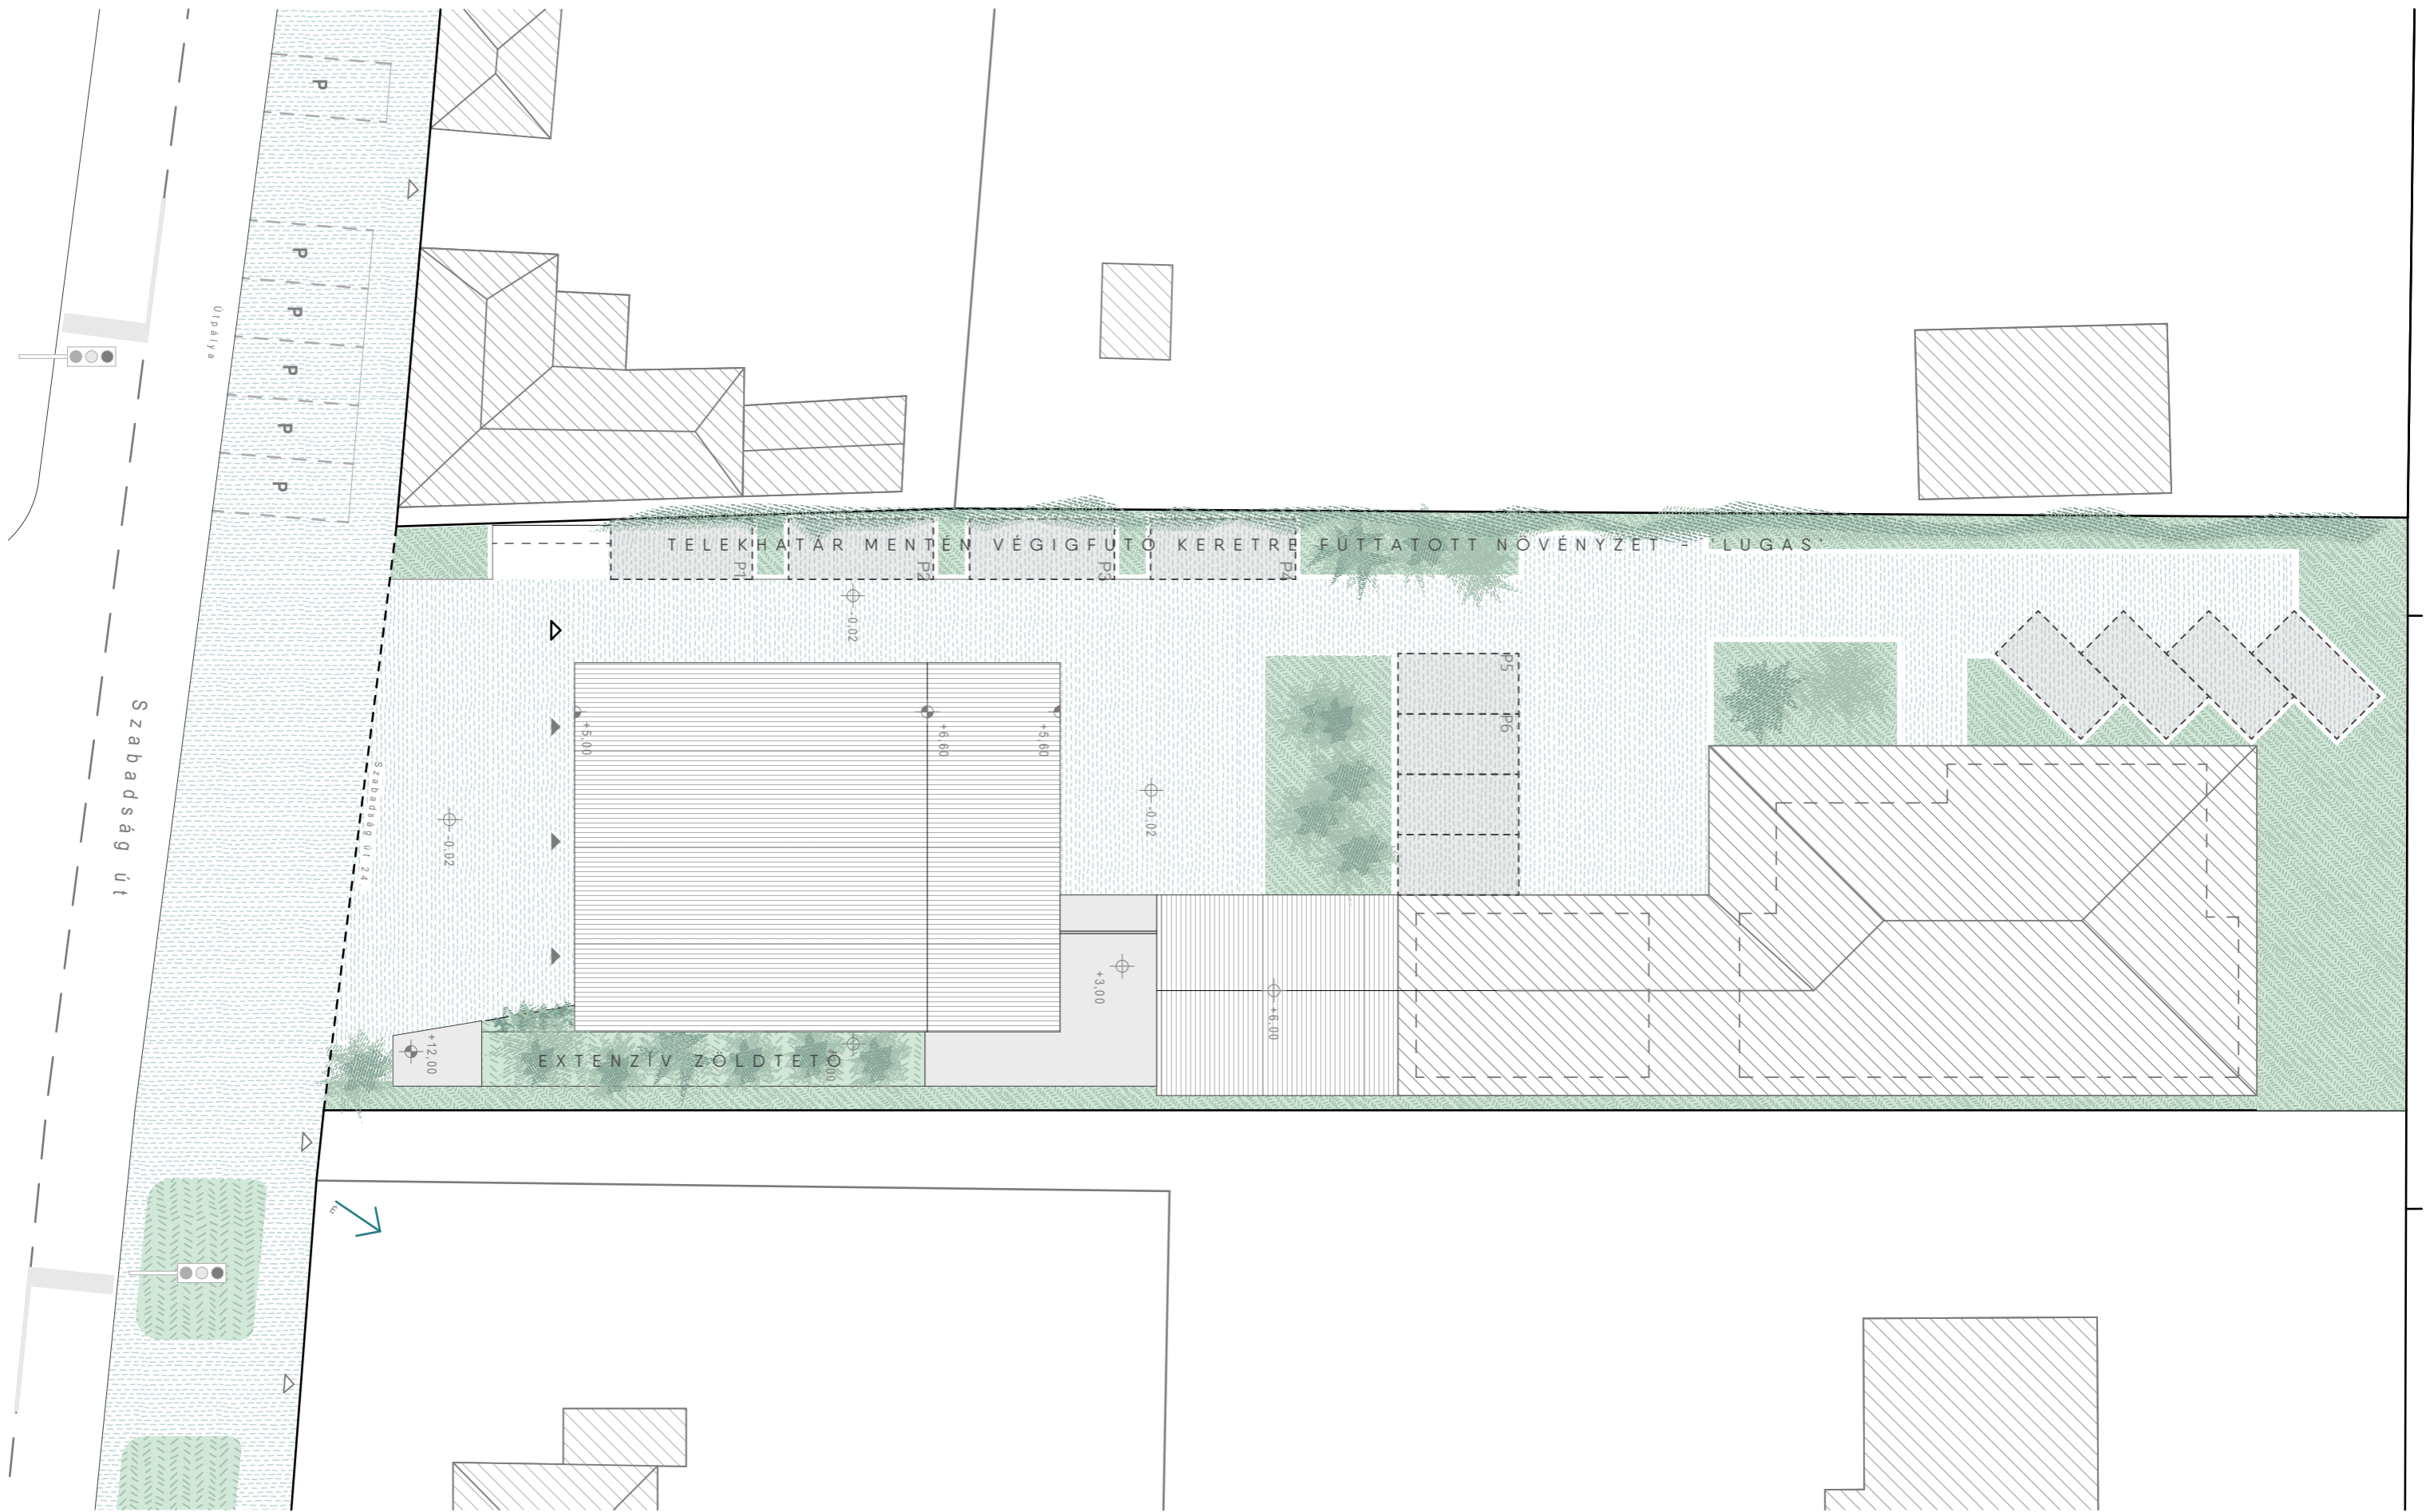 P
P
P
P
P
P
Útpálya
TELEKHATÁR MENTÉN VÉGIGFUTÓ KERETRE FUTTATOTT NÖVÉNYZET - 'LUGAS'
P1
P2
P3
P4
-0,02
P5
P6
+5,00
+6,60
+5,60
Szabadság út
Szabadság út 24.
-0,02
-0,02
+3,00
+6,00
+12,00
EXTENZÍV ZÖLDTETŐ
É